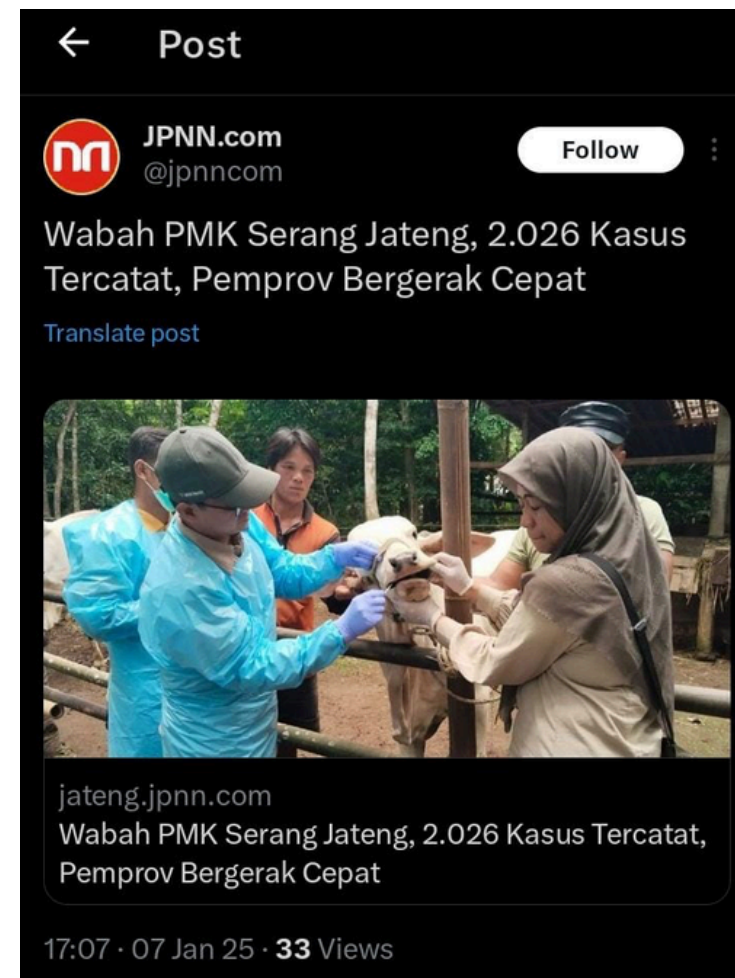 Post
JPNN.com
@jpnncom
Follow
Wabah PMK Serang Jateng, 2.026 Kasus
Tercatat, Pemprov Bergerak Cepat
Translate post
jateng.jpnn.com
Wabah PMK Serang Jateng, 2.026 Kasus Tercatat,
Pemprov Bergerak Cepat
17:07 · 07 Jan 25 · 33 Views